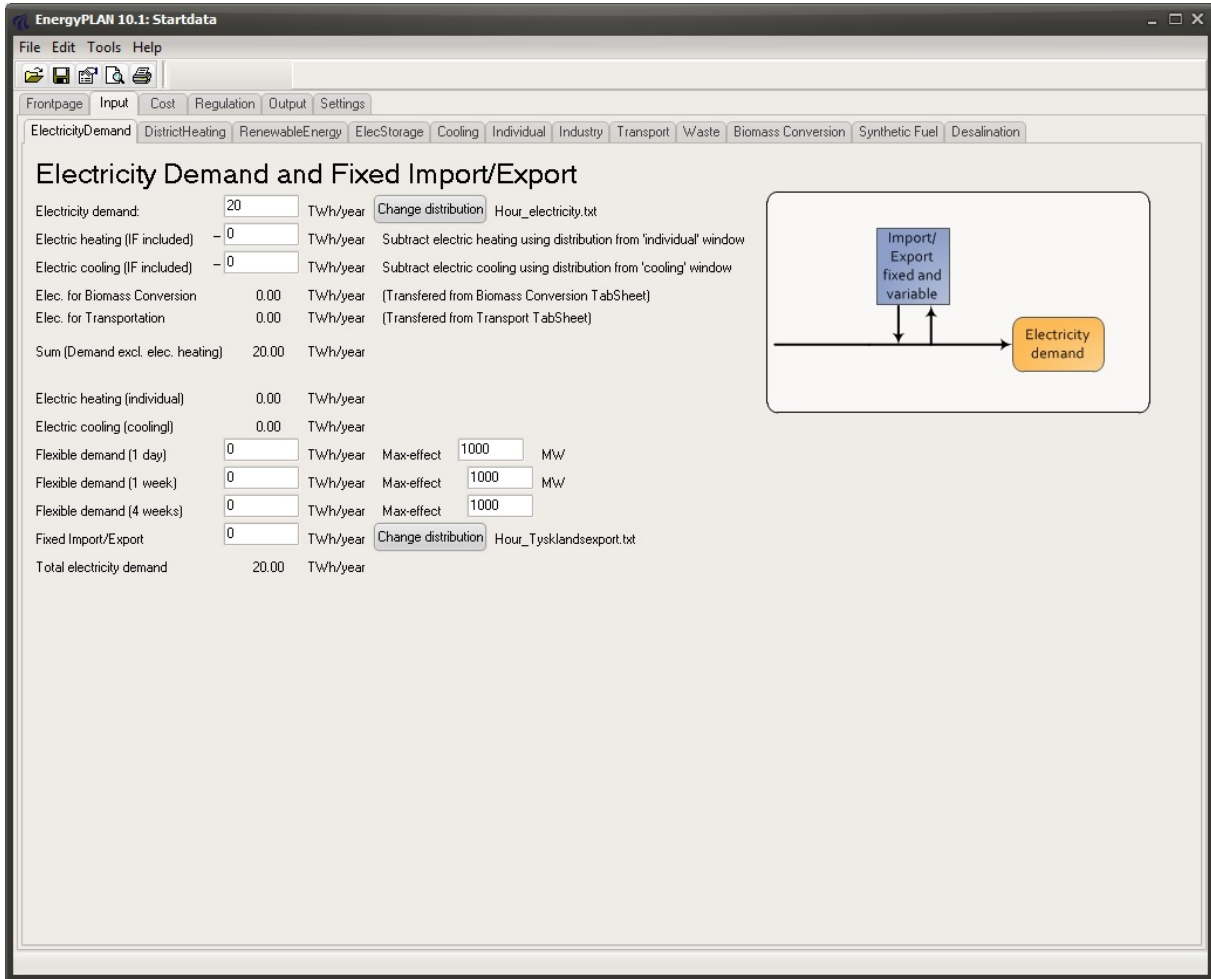 EnergyPLAN 10.1: Startdata
File Edit Tools Help
Frontpage Input Cost Regulation Output Settings
ElectricityDemand DistrictHeating RenewableEnergy ElecStorage Cooling Individual Industry Transport Waste Biomass Conversion Synthetic Fuel Desalination
Electricity Demand and Fixed Import/Export
Electricity demand: 20 TWh/year Change distribution Hour_electricity.txt
Electric heating (IF included) − 0 TWh/year Subtract electric heating using distribution from 'individual' window
Electric cooling (IF included) − 0 TWh/year Subtract electric cooling using distribution from 'cooling' window
Elec. for Biomass Conversion 0.00 TWh/year (Transfered from Biomass Conversion TabSheet)
Elec. for Transportation 0.00 TWh/year (Transfered from Transport TabSheet)
Sum (Demand excl. elec. heating) 20.00 TWh/year
Electric heating (individual) 0.00 TWh/year
Electric cooling (coolingl) 0.00 TWh/year
Flexible demand (1 day) 0 TWh/year Max-effect 1000 MW
Flexible demand (1 week) 0 TWh/year Max-effect 1000 MW
Flexible demand (4 weeks) 0 TWh/year Max-effect 1000
Fixed Import/Export 0 TWh/year Change distribution Hour_Tysklandsexport.txt
Total electricity demand 20.00 TWh/year
Import/
Export
fixed and
variable
Electricity
demand